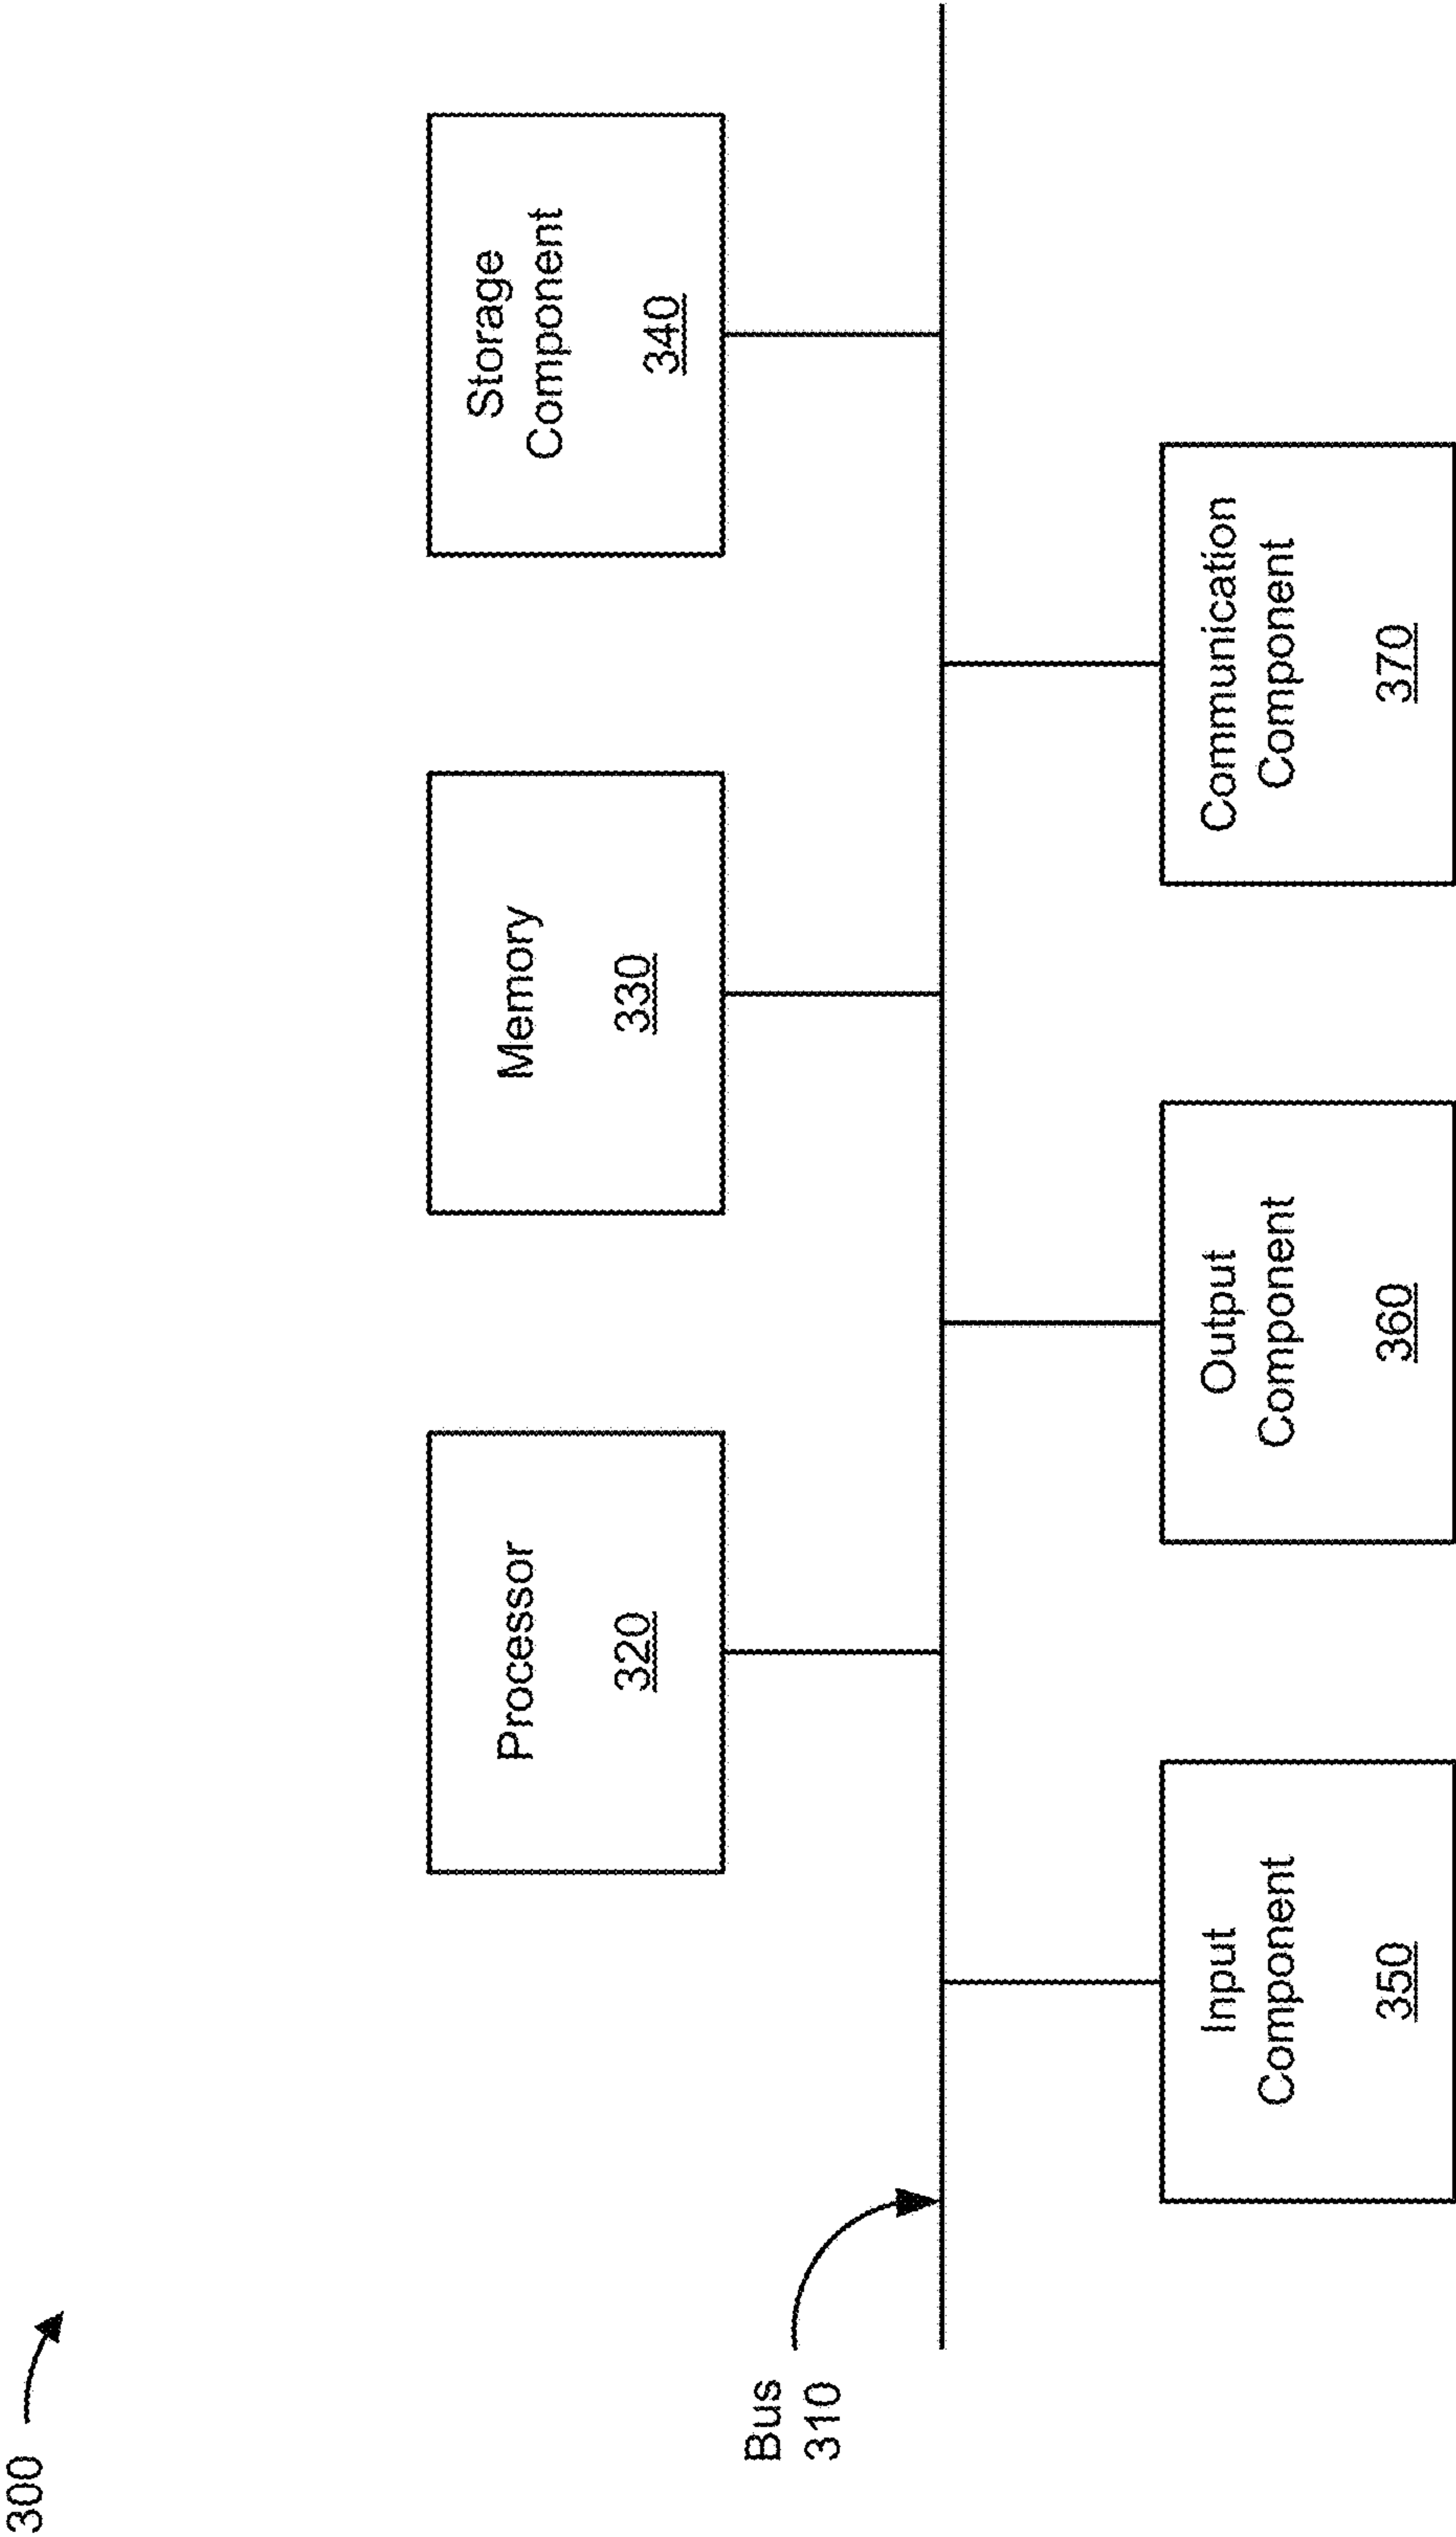 300
Processor
320
Memory
330
Storage
Component
340
Bus
310
Input
Component
350
Output
Component
360
Communication
Component
370